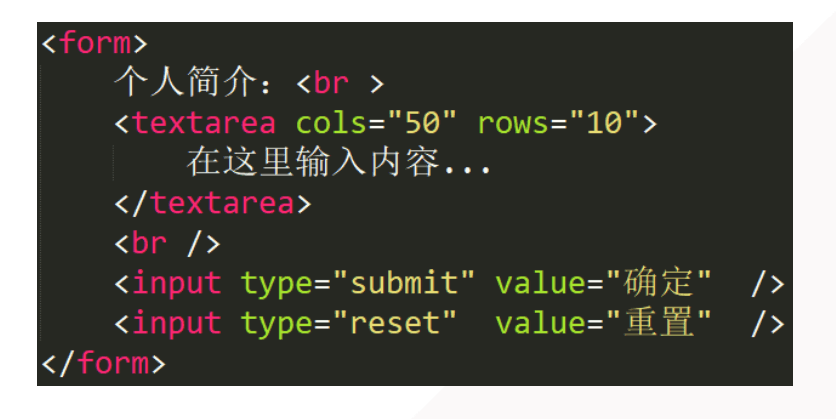 <form>
个人简介：<br >
<textarea cols="50" rows="10">
在这里输入内容...
</textarea>
<br />
<input type="submit" value="确定"  />
<input type="reset"  value="重置"  />
</form>